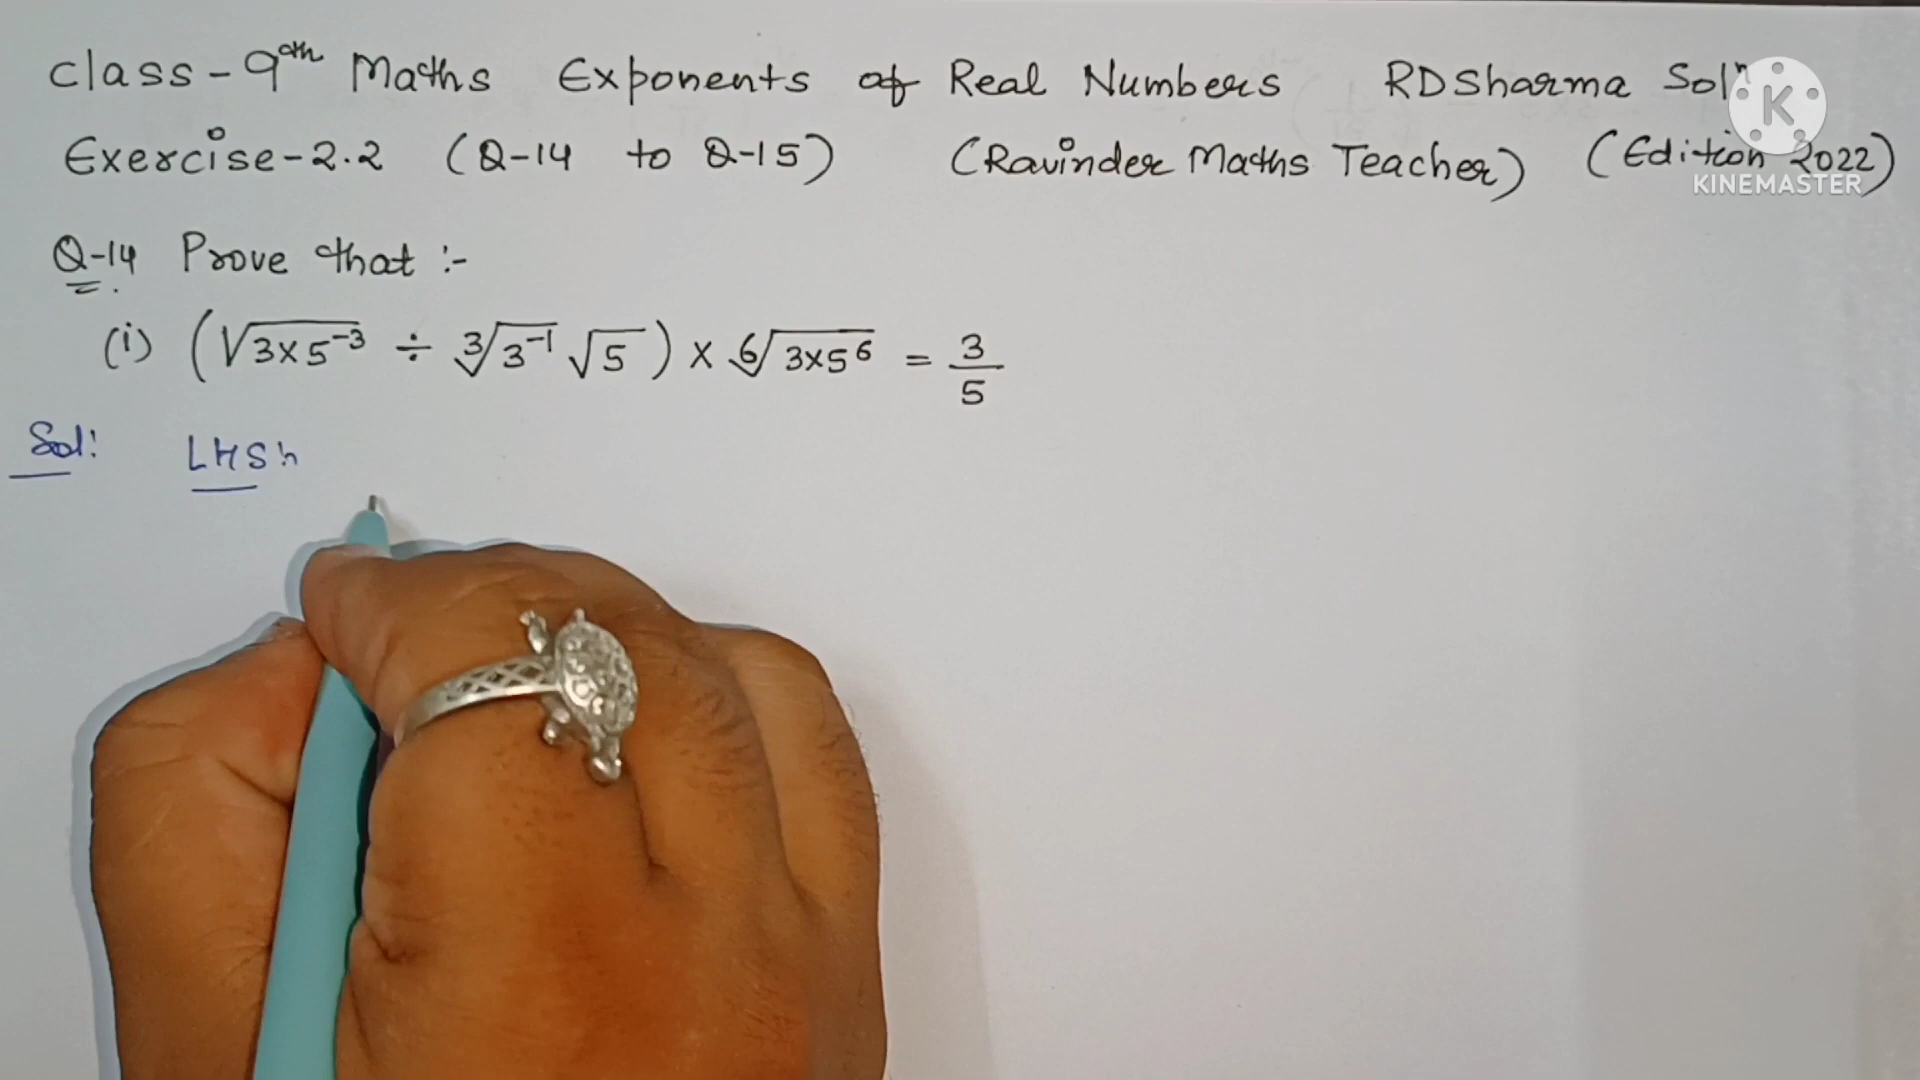 Class-9th Maths Exponents of Real Numbers RDSharma Solⁿ
Exercise-2.2 (Q-14 to Q-15) (Ravinder Maths Teacher) (Edition 2022)
K
KINEMASTER
Q-14 Prove that :-
(i) (√3×5⁻³ ÷ ∛3⁻¹ √5) × ⁶√3×5⁶ = 3/5
Sol: LHS